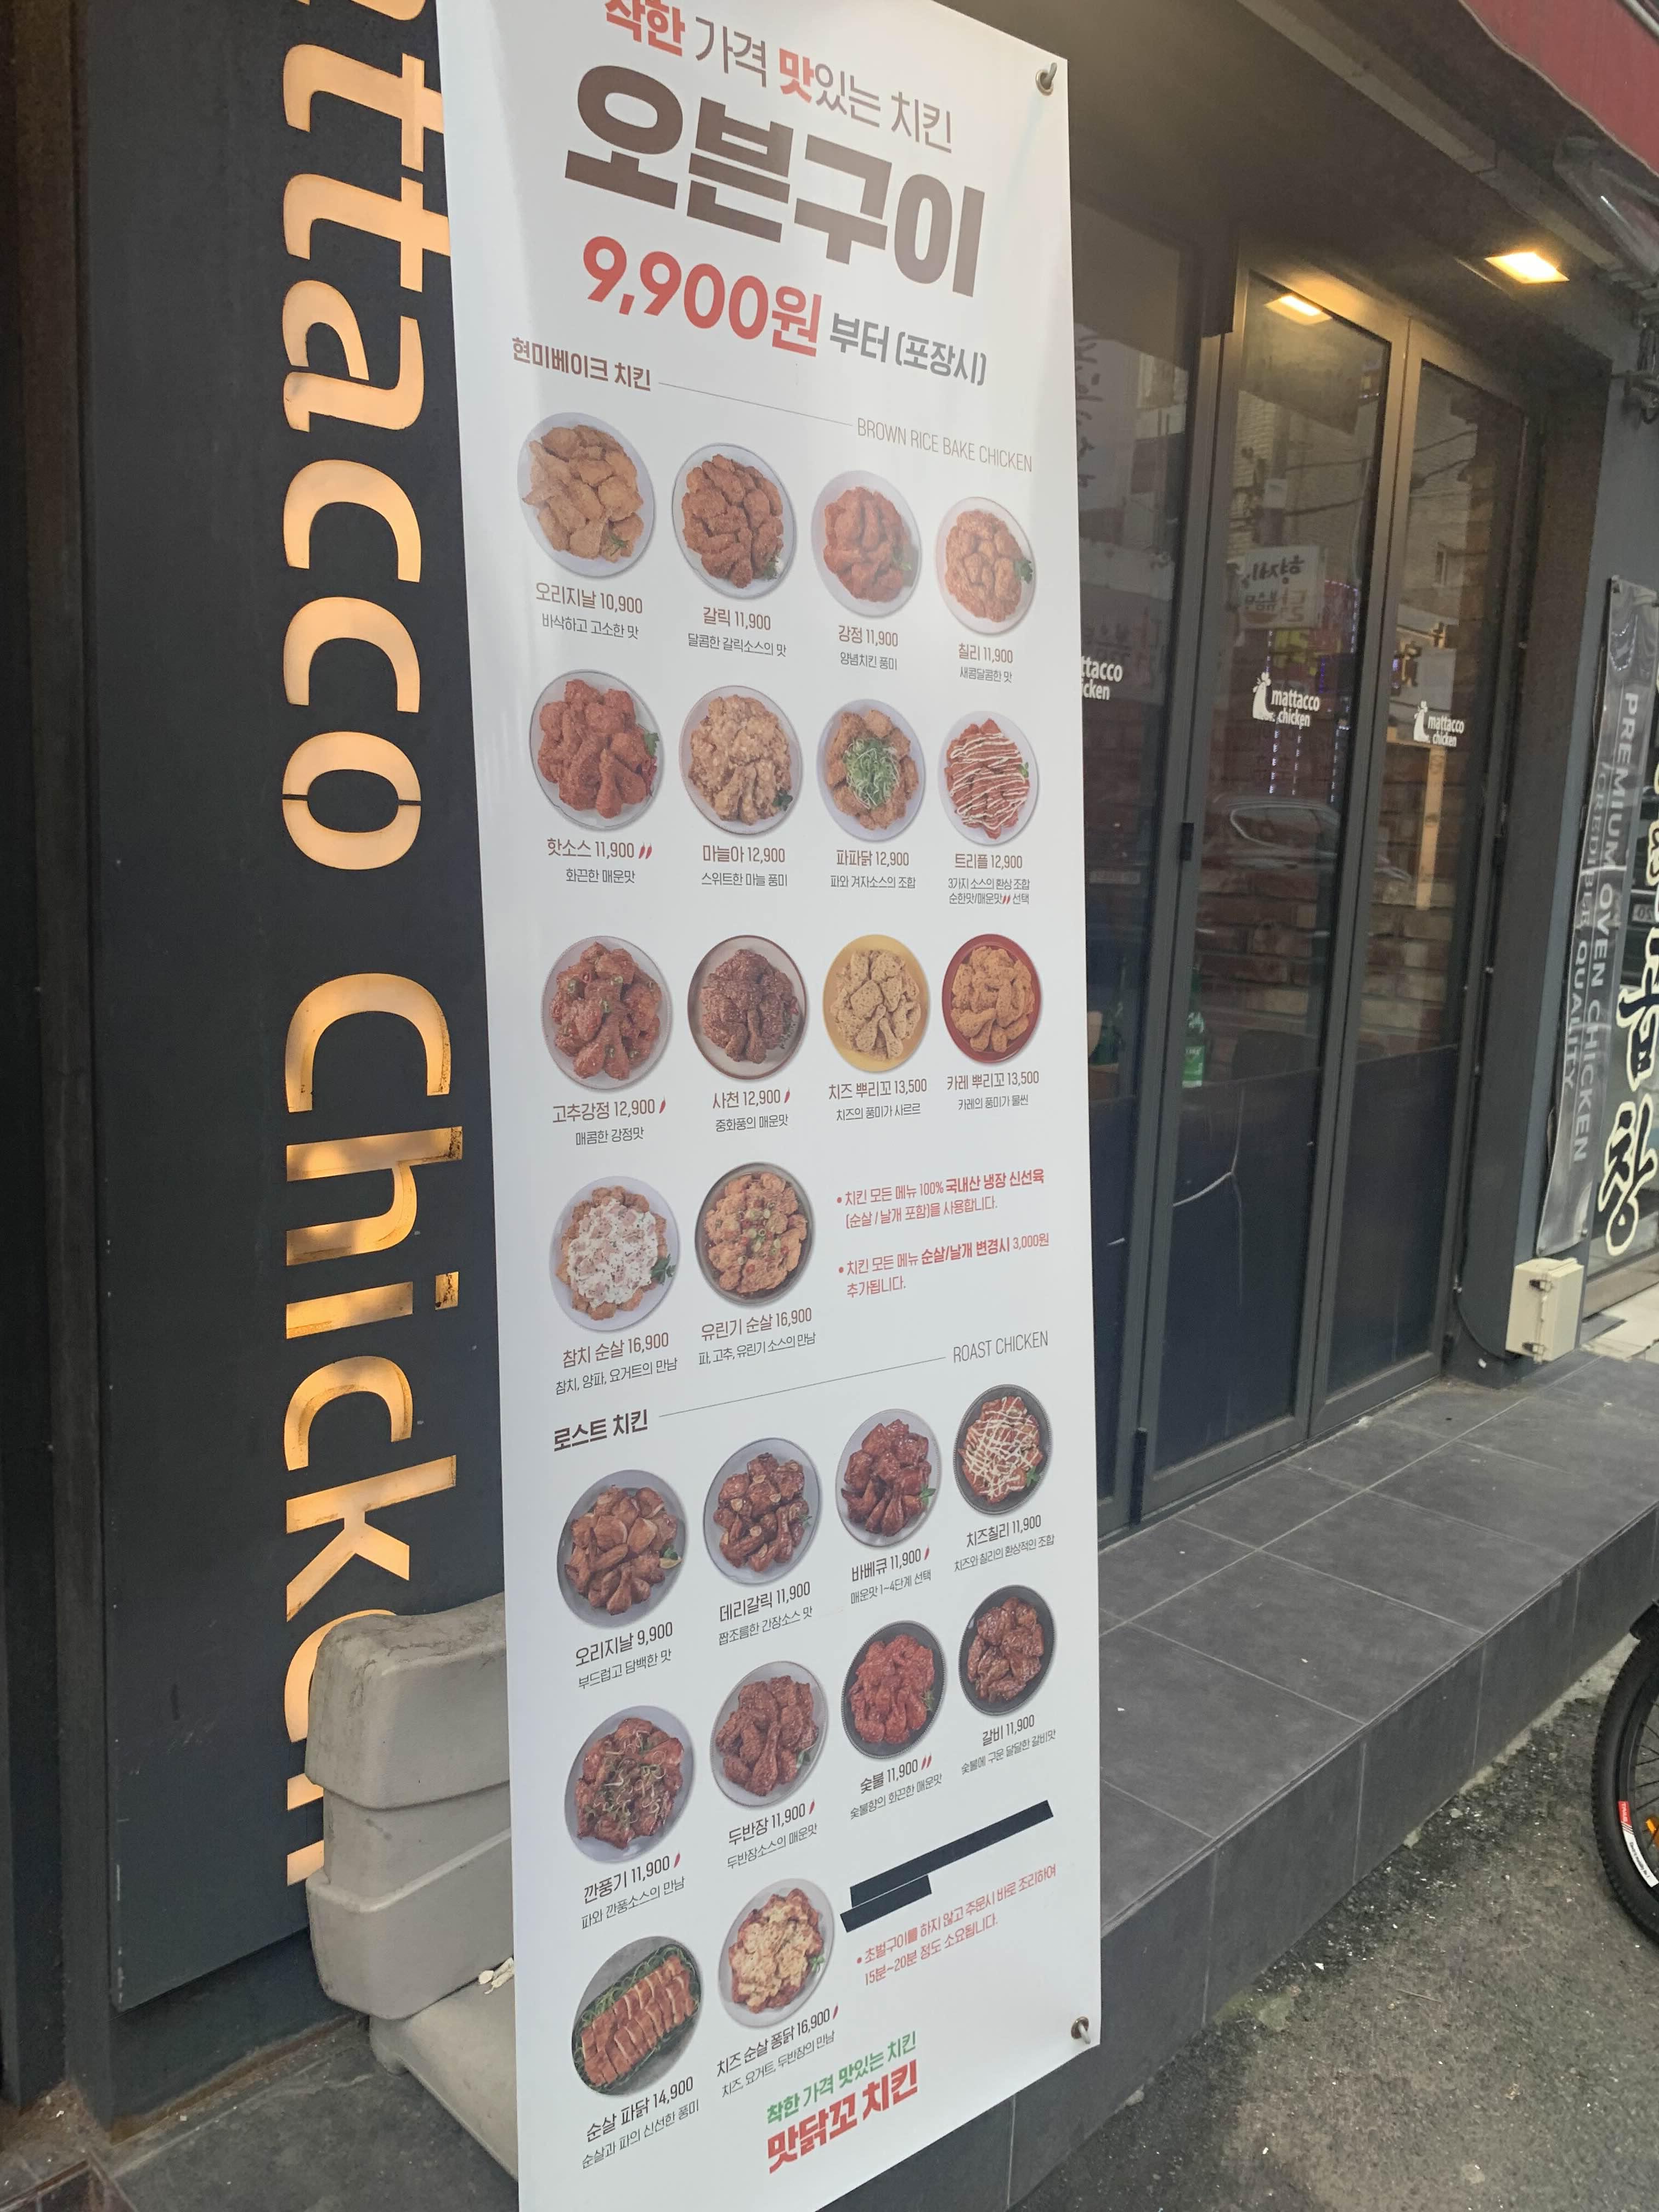 ttacco Chicken
착한 가격 맛있는 치킨
오븐구이
9,900원 부터 (포장시)
현미베이크 치킨
BROWN RICE BAKE CHICKEN
오리지날 10,900
바삭하고 고소한 맛
갈릭 11,900
달콤한 갈릭소스의 맛
강정 11,900
양념치킨 풍미
칠리 11,900
새콤달콤한 맛
핫소스 11,900
화끈한 매운맛
마늘아 12,900
스위트한 마늘 풍미
파파닭 12,900
파와 겨자소스의 조합
트리플 12,900
3가지 소스의 환상 조합
순한맛/매운맛 선택
고추강정 12,900
매콤한 강정맛
사천 12,900
중화풍의 매운맛
치즈 뿌리꼬 13,500
치즈의 풍미가 사르르
카레 뿌리꼬 13,500
카레의 풍미가 물씬
참치 순살 16,900
참치, 양파, 요거트의 만남
유린기 순살 16,900
파, 고추, 유린기 소스의 만남
• 치킨 모든 메뉴 100% 국내산 냉장 신선육
(순살 / 날개 포함)을 사용합니다.
• 치킨 모든 메뉴 순살/날개 변경시 3,000원
추가됩니다.
로스트 치킨
ROAST CHICKEN
오리지날 9,900
부드럽고 담백한 맛
데리갈릭 11,900
짭조름한 간장소스 맛
바베큐 11,900
매운맛 1~4단계 선택
치즈칠리 11,900
치즈와 칠리의 환상적인 조합
깐풍기 11,900
파와 깐풍소스의 만남
두반장 11,900
두반장소스의 매운맛
숯불 11,900
숯불향의 화끈한 매운맛
갈비 11,900
숯불에 구운 달달한 갈비맛
순살 파닭 14,900
순살과 파의 신선한 풍미
치즈 순살 퐁닭 16,900
치즈, 요거트, 두반장의 만남
• 초벌구이를 하지 않고 주문시 바로 조리하여
15분~20분 정도 소요됩니다.
착한 가격 맛있는 치킨
맛닭꼬 치킨
ttacco
icken
mattacco
chicken
mattacco
chicken
PREMIUM OVEN CHICKEN
INCREDIBLE QUALITY